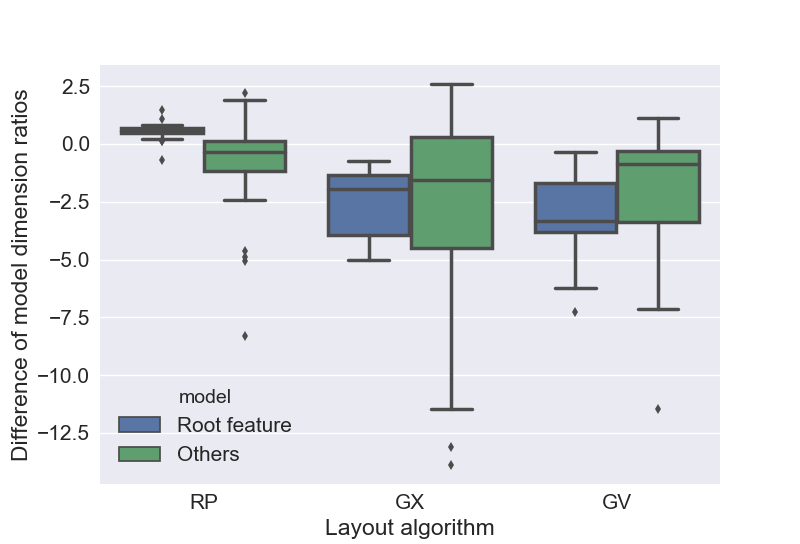 2.5
0.0
−2.5
−5.0
−7.5
−10.0
−12.5
Difference of model dimension ratios
model
Root feature
Others
RP GX GV
Layout algorithm